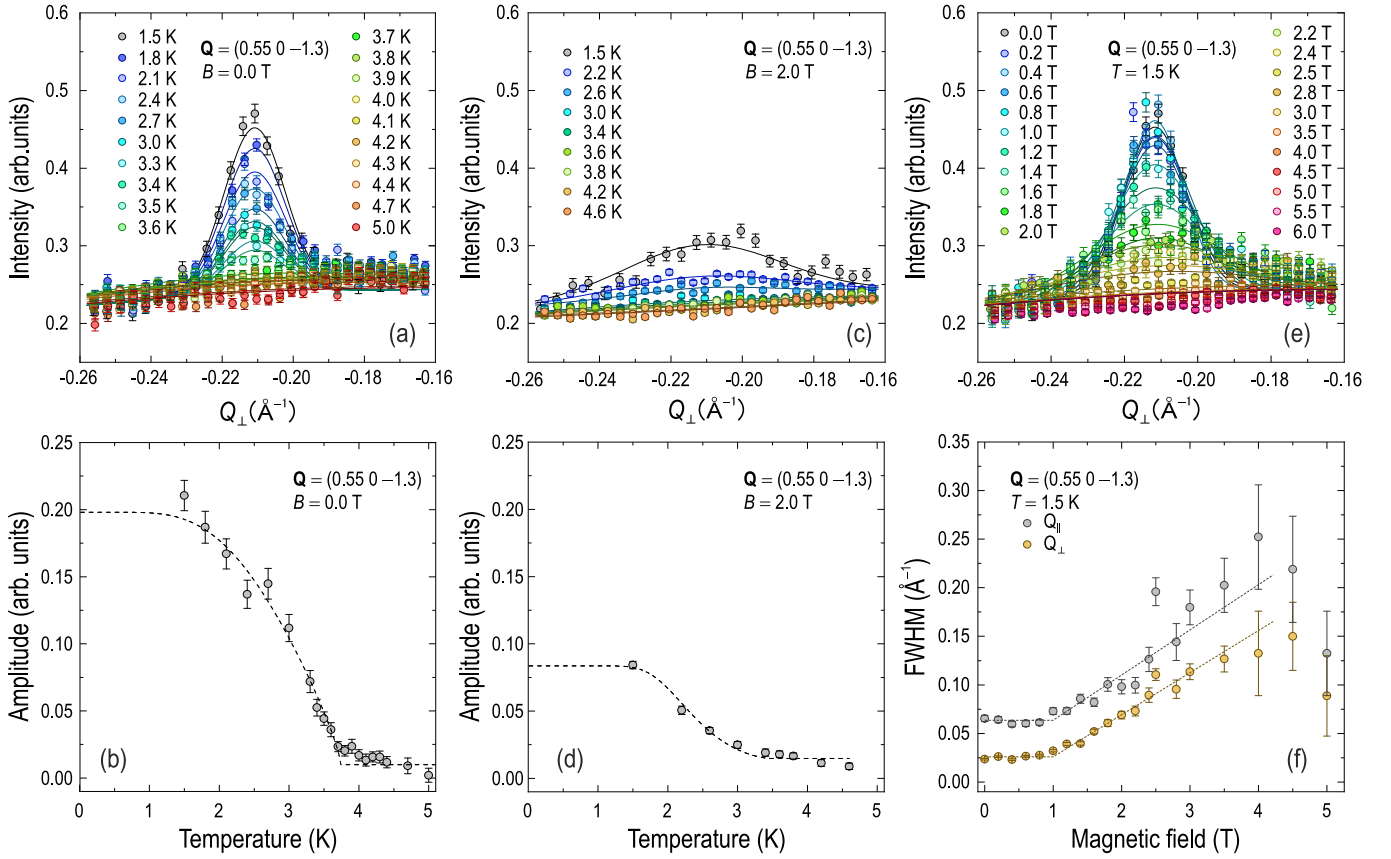 0.6
0.5
0.4
0.3
0.2
Intensity (arb.units)
1.5 K
1.8 K
2.1 K
2.4 K
2.7 K
3.0 K
3.3 K
3.4 K
3.5 K
3.6 K
Q = (0.55 0 −1.3)
B = 0.0 T
3.7 K
3.8 K
3.9 K
4.0 K
4.1 K
4.2 K
4.3 K
4.4 K
4.7 K
5.0 K
(a)
-0.26 -0.24 -0.22 -0.20 -0.18 -0.16
Q⊥(Å⁻¹)
0.6
0.5
0.4
0.3
0.2
Intensity (arb.units)
1.5 K
2.2 K
2.6 K
3.0 K
3.4 K
3.6 K
3.8 K
4.2 K
4.6 K
Q = (0.55 0 −1.3)
B = 2.0 T
(c)
-0.26 -0.24 -0.22 -0.20 -0.18 -0.16
Q⊥(Å⁻¹)
0.6
0.5
0.4
0.3
0.2
Intensity (arb.units)
0.0 T
0.2 T
0.4 T
0.6 T
0.8 T
1.0 T
1.2 T
1.4 T
1.6 T
1.8 T
2.0 T
Q = (0.55 0 −1.3)
T = 1.5 K
2.2 T
2.4 T
2.5 T
2.8 T
3.0 T
3.5 T
4.0 T
4.5 T
5.0 T
5.5 T
6.0 T
(e)
-0.26 -0.24 -0.22 -0.20 -0.18 -0.16
Q⊥(Å⁻¹)
0.25
0.20
0.15
0.10
0.05
0.00
Amplitude (arb. units)
Q = (0.55 0 −1.3)
B = 0.0 T
(b)
0 1 2 3 4 5
Temperature (K)
0.25
0.20
0.15
0.10
0.05
0.00
Amplitude (arb. units)
Q = (0.55 0 −1.3)
B = 2.0 T
(d)
0 1 2 3 4 5
Temperature (K)
0.35
0.30
0.25
0.20
0.15
0.10
0.05
0.00
FWHM (Å⁻¹)
Q = (0.55 0 −1.3)
T = 1.5 K
Q∥
Q⊥
(f)
0 1 2 3 4 5
Magnetic field (T)